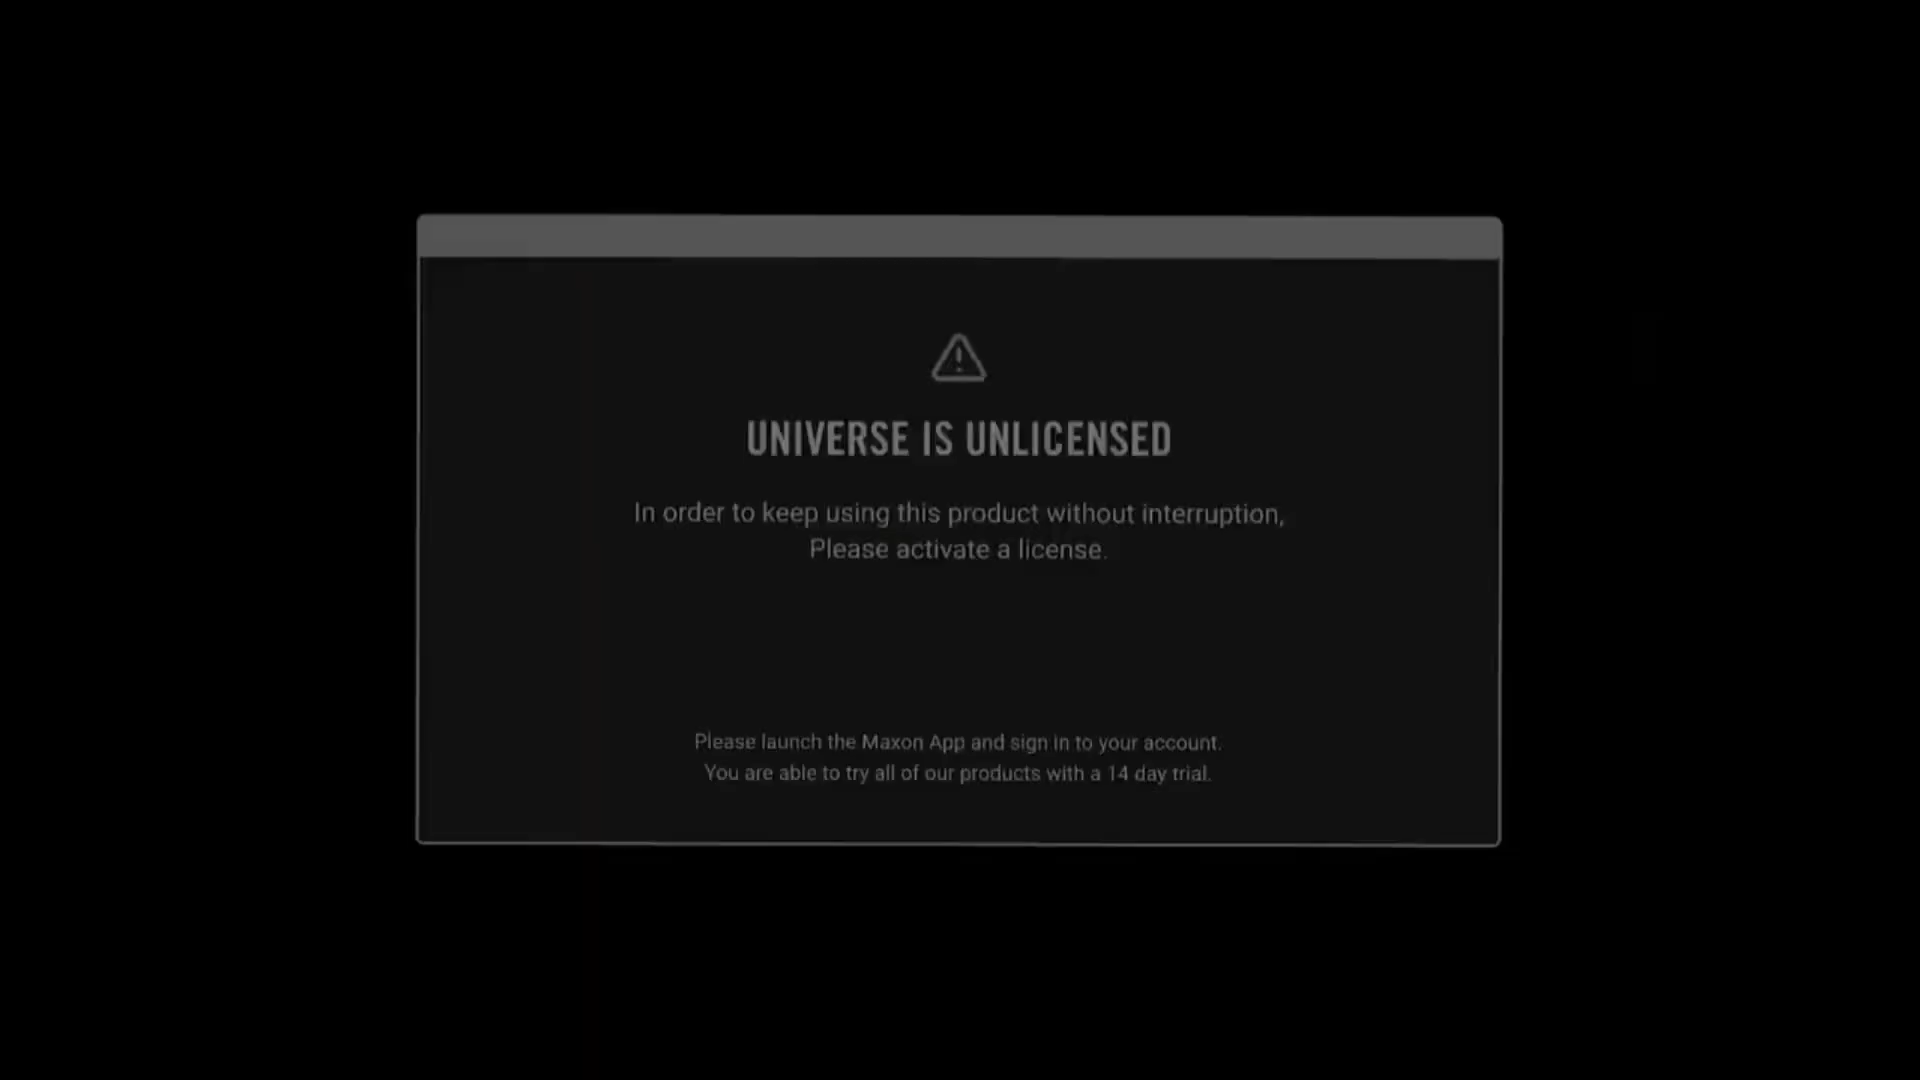 UNIVERSE IS UNLICENSED
In order to keep using this product without interruption,
Please activate a license.
Please launch the Maxon App and sign in to your account.
You are able to try all of our products with a 14 day trial.